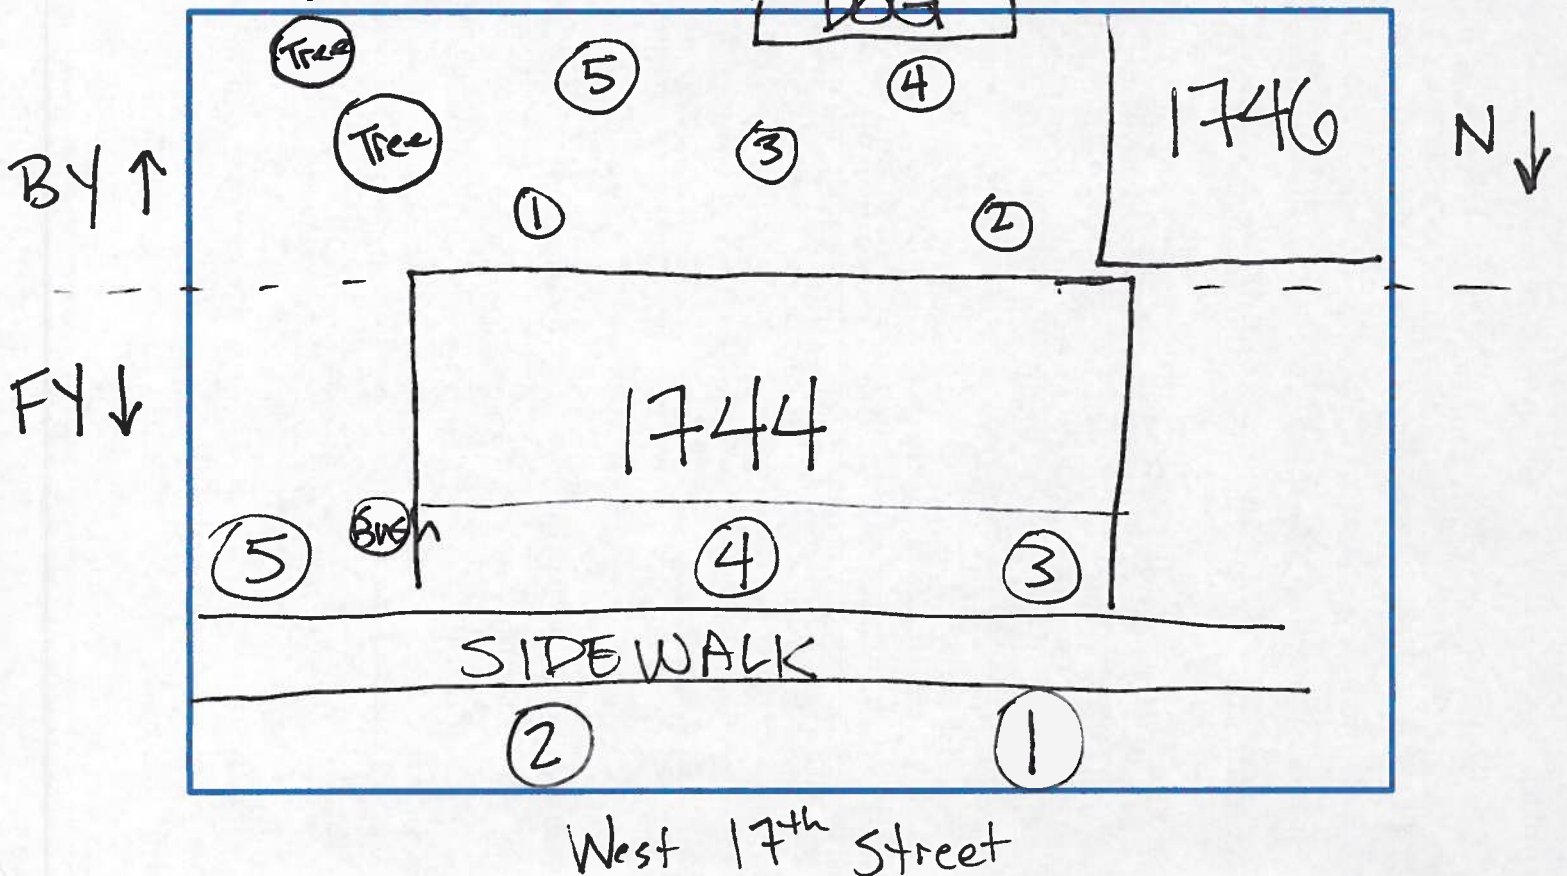 DOG
Tree
5
4
1746
Tree
3
N ↓
BY ↑
1
2
FY ↓
1744
Bush
5
4
3
SIDEWALK
2
1
West 17th Street